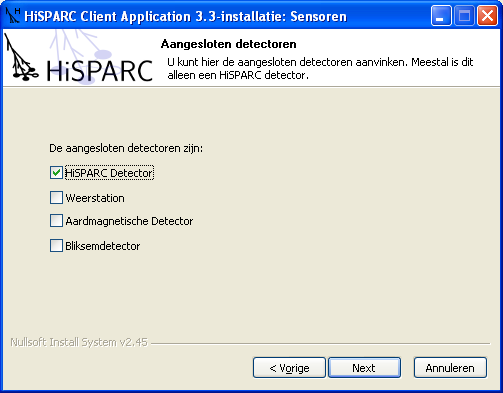 HiSPARC Client Application 3.3-installatie: Sensoren
HiSPARC
Aangesloten detectoren
U kunt hier de aangesloten detectoren aanvinken. Meestal is dit
alleen een HiSPARC detector.
De aangesloten detectoren zijn:
HiSPARC Detector
Weerstation
Aardmagnetische Detector
Bliksemdetector
Nullsoft Install System v2.45
< Vorige
Next
Annuleren